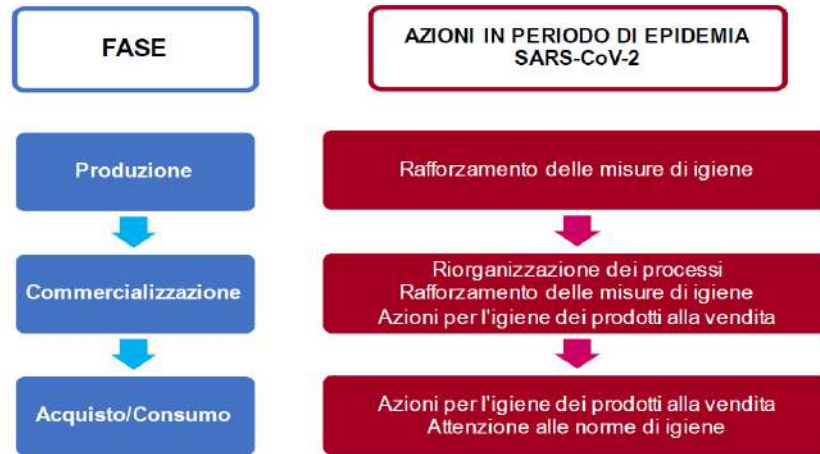 FASE
AZIONI IN PERIODO DI EPIDEMIA
SARS-CoV-2
Produzione
Rafforzamento delle misure di igiene
Commercializzazione
Riorganizzazione dei processi
Rafforzamento delle misure di igiene
Azioni per l'igiene dei prodotti alla vendita
Acquisto/Consumo
Azioni per l'igiene dei prodotti alla vendita
Attenzione alle norme di igiene